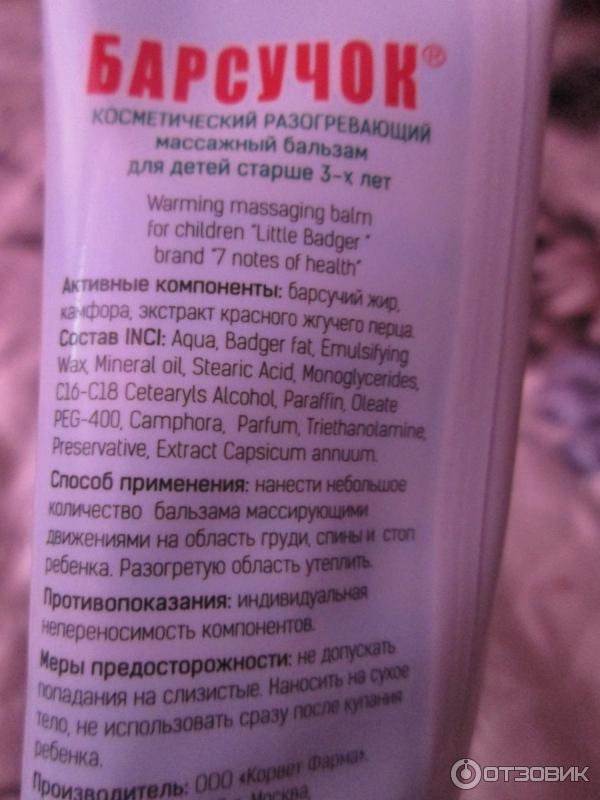 БАРСУЧОК®
КОСМЕТИЧЕСКИЙ РАЗОГРЕВАЮЩИЙ
массажный бальзам
для детей старше 3-х лет
Warming massaging balm
for children "Little Badger"
brand "7 notes of health"
Активные компоненты: барсучий жир,
камфора, экстракт красного жгучего перца.
Состав INCI: Aqua, Badger fat, Emulsifying
Wax, Mineral oil, Stearic Acid, Monoglycerides,
C16-C18 Cetearyls Alcohol, Paraffin, Oleate
PEG-400, Camphora, Parfum, Triethanolamine,
Preservative, Extract Capsicum annuum.
Способ применения: нанести небольшое
количество бальзама массирующими
движениями на область груди, спины и стоп
ребенка. Разогретую область утеплить.
Противопоказания: индивидуальная
непереносимость компонентов.
Меры предосторожности: не допускать
попадания на слизистые. Наносить на сухое
тело, не использовать сразу после купания
ребенка.
Производитель: ООО «Корвет Фарма».
Москва,
ОТЗОВИК